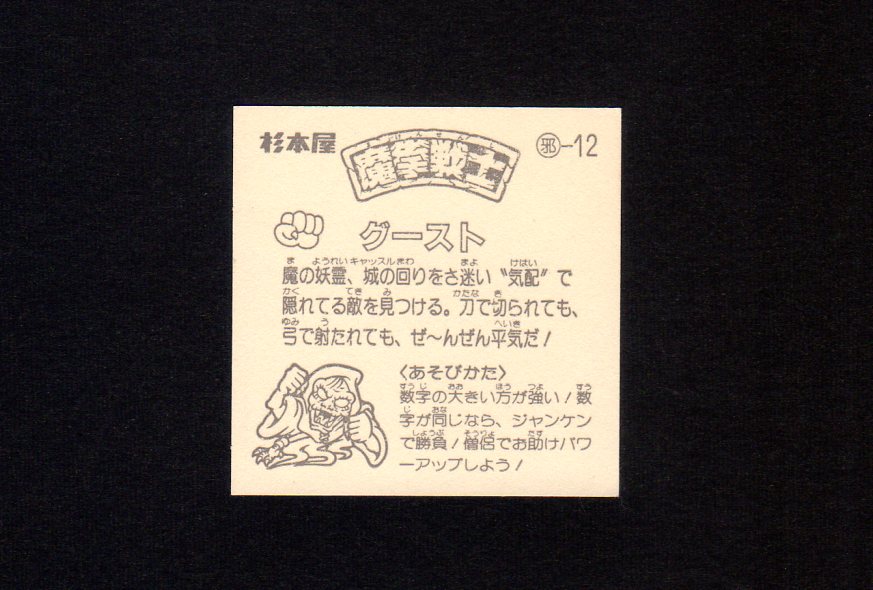 杉本屋
魔拳戦士
㊙-12
グースト
魔の妖霊、城の回りをさ迷い“気配”で
隠れてる敵を見つける。刀で切られても、
弓で射たれても、ぜ〜んぜん平気だ！
〈あそびかた〉
数字の大きい方が強い！数
字が同じなら、ジャンケン
で勝負！僧侶でお助けパワ
ーアップしよう！